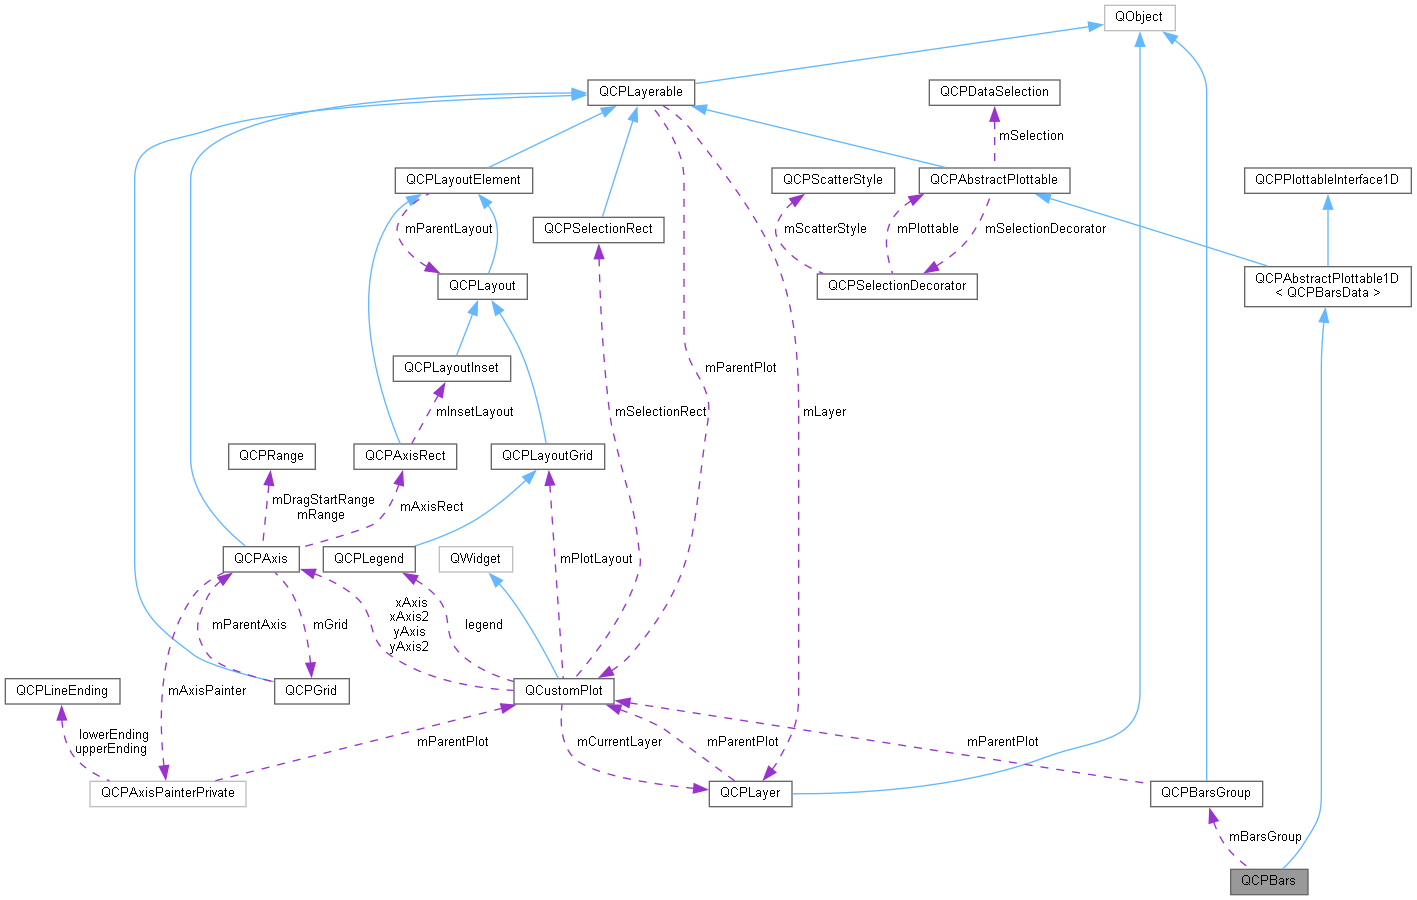 QObject
QCPLayerable
QCPDataSelection
mSelection
QCPLayoutElement
QCPScatterStyle
QCPAbstractPlottable
QCPPlottableInterface1D
mParentLayout
QCPSelectionRect
mScatterStyle
mPlottable
mSelectionDecorator
QCPLayout
QCPSelectionDecorator
QCPAbstractPlottable1D
< QCPBarsData >
QCPLayoutInset
mParentPlot
mInsetLayout
mSelectionRect
mLayer
QCPRange
QCPAxisRect
QCPLayoutGrid
mDragStartRange
mRange
mAxisRect
QCPAxis
QCPLegend
QWidget
mPlotLayout
xAxis
xAxis2
yAxis
yAxis2
mParentAxis
mGrid
legend
QCPLineEnding
mAxisPainter
QCPGrid
QCustomPlot
lowerEnding
upperEnding
mParentPlot
mCurrentLayer
mParentPlot
mParentPlot
QCPAxisPainterPrivate
QCPLayer
QCPBarsGroup
mBarsGroup
QCPBars